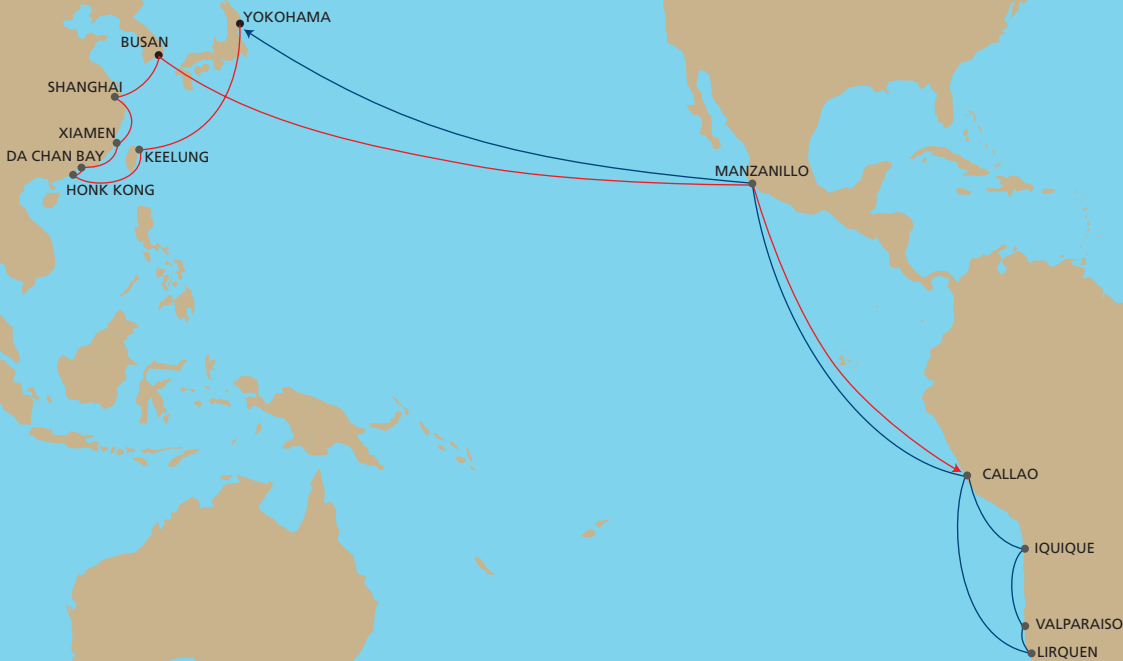 YOKOHAMA
BUSAN
SHANGHAI
XIAMEN
DA CHAN BAY
KEELUNG
HONK KONG
MANZANILLO
CALLAO
IQUIQUE
VALPARAISO
LIRQUEN